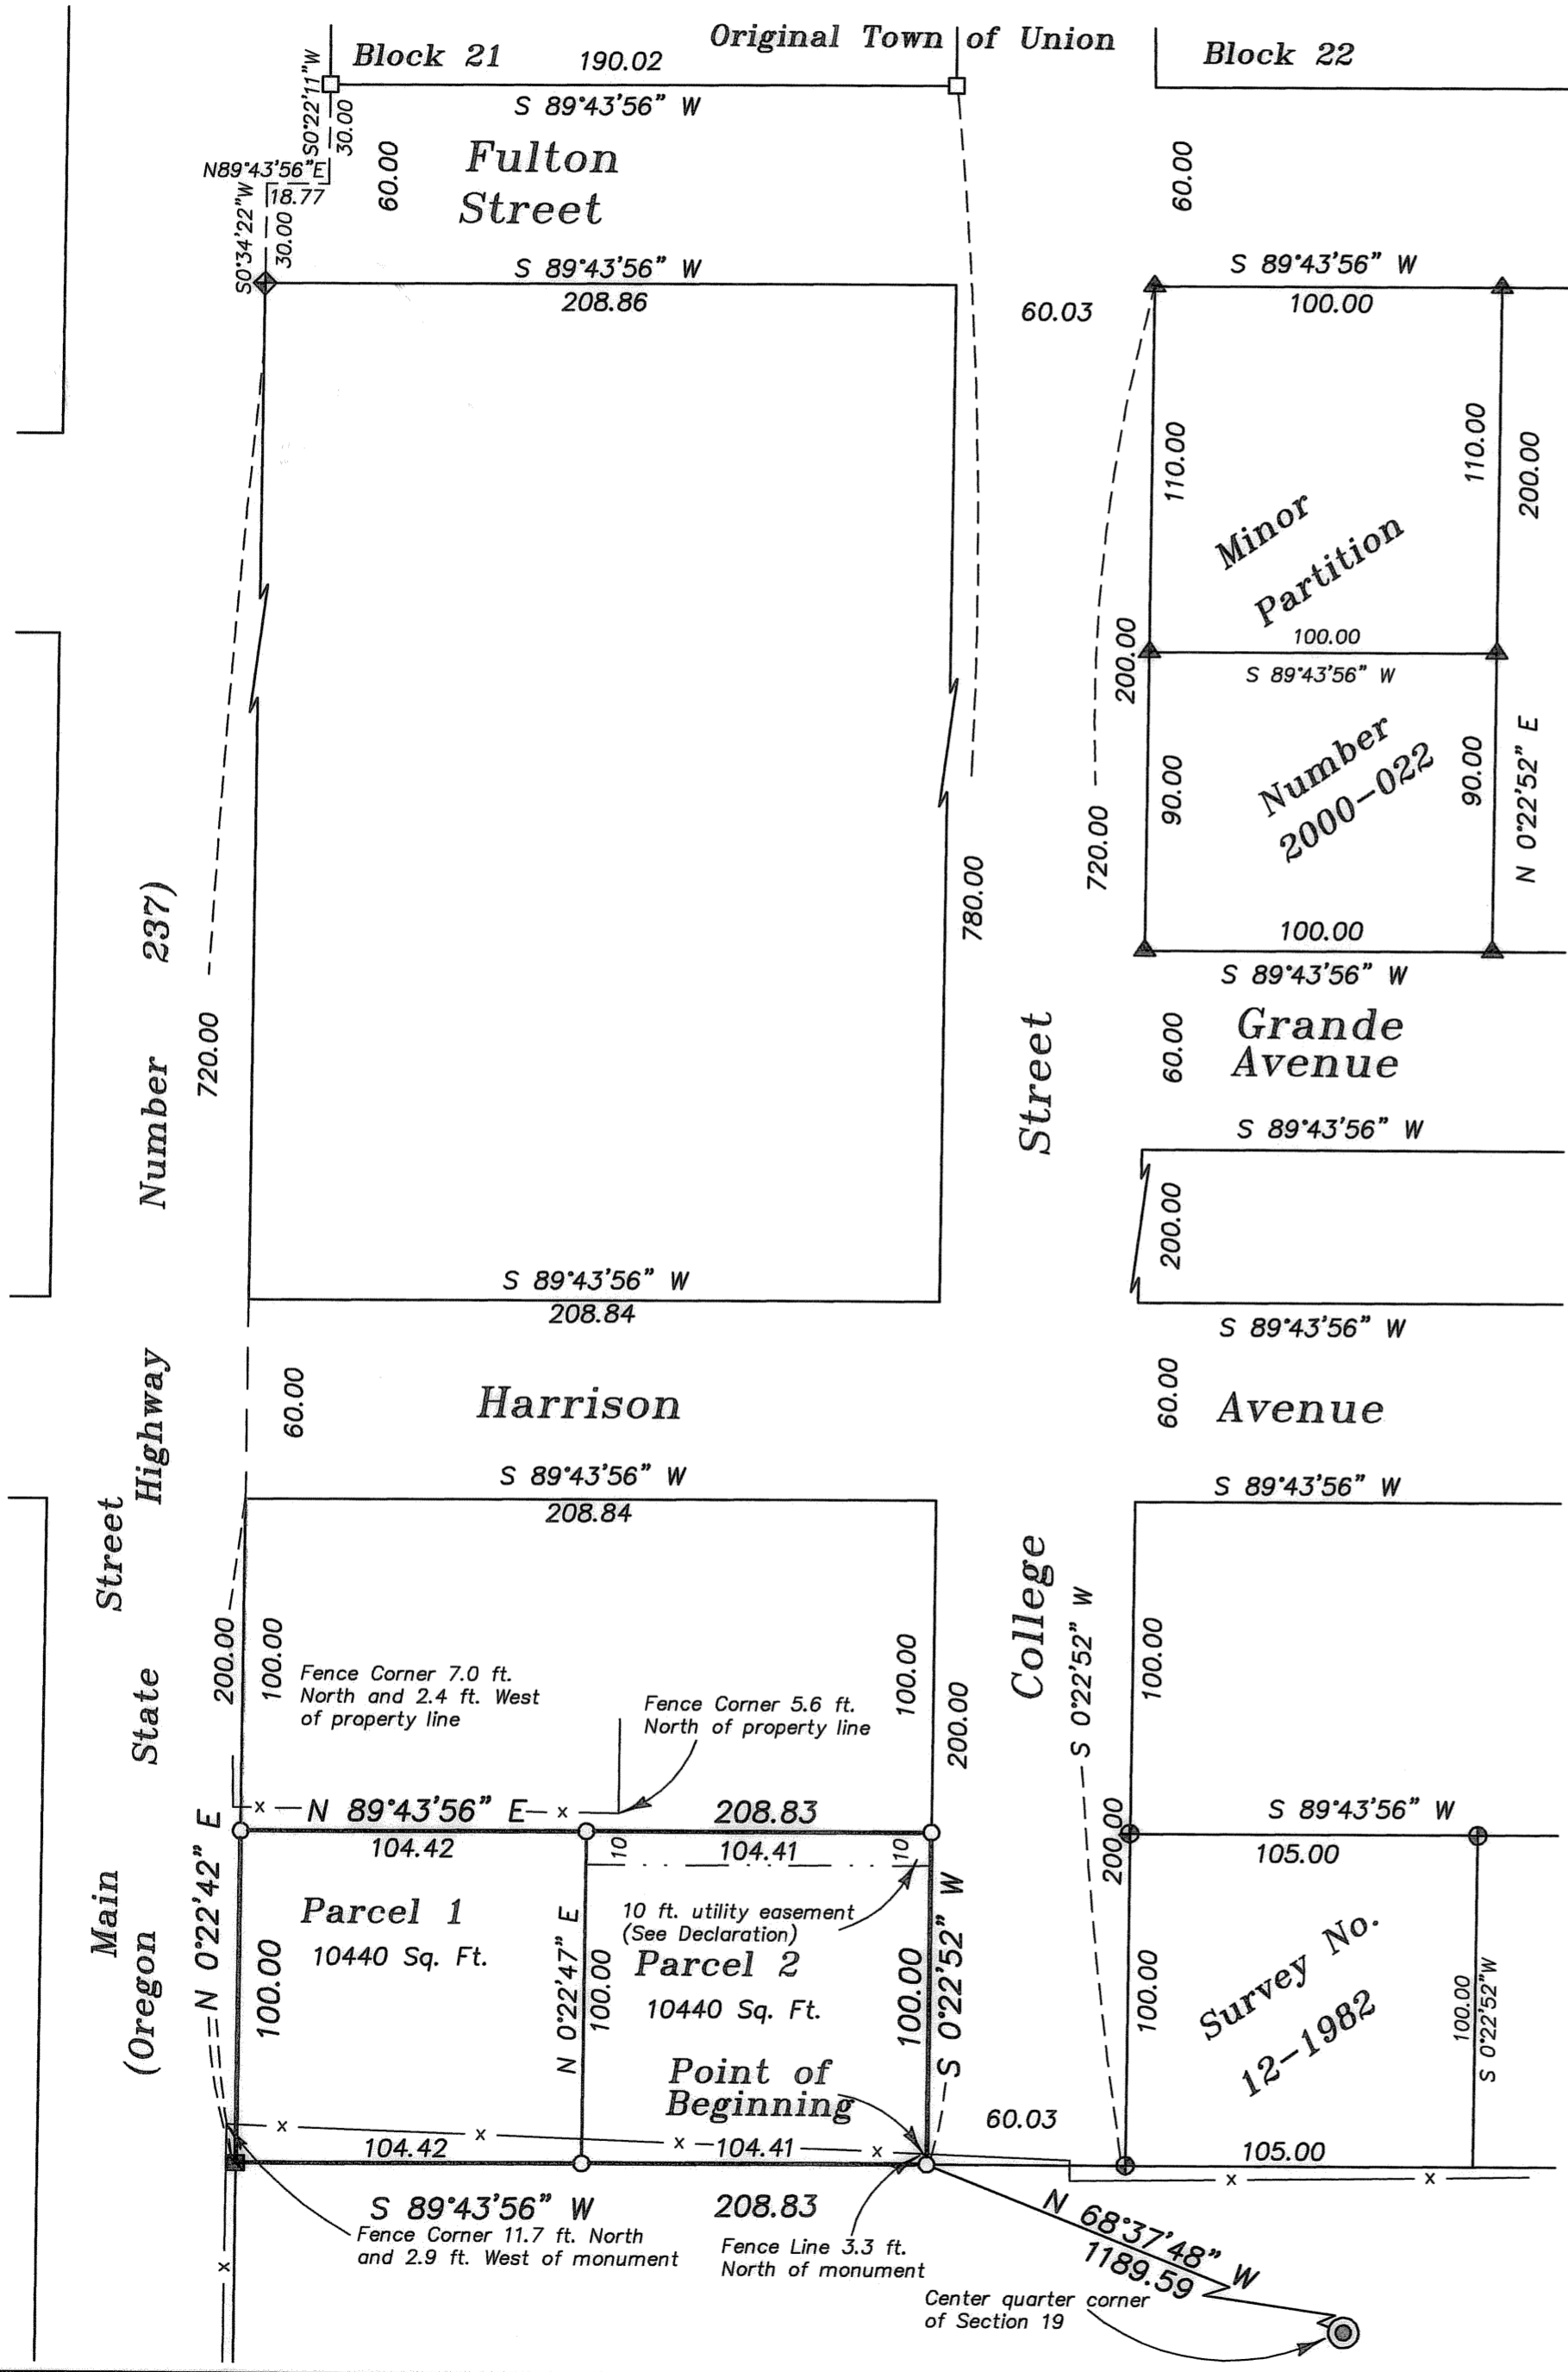 Original Town of Union
Block 21
190.02
Block 22
S 89°43'56" W
S0°22'11"W
30.00
N89°43'56"E
18.77
S0°34'22"W
30.00
60.00
Fulton
Street
60.00
S 89°43'56" W
208.86
60.03
S 89°43'56" W
100.00
110.00
110.00
200.00
Minor
Partition
200.00
100.00
S 89°43'56" W
Number
2000-022
90.00
90.00
N 0°22'52" E
720.00
780.00
720.00
100.00
S 89°43'56" W
Grande
Avenue
60.00
S 89°43'56" W
200.00
S 89°43'56" W
S 89°43'56" W
208.84
60.00
Harrison
60.00
Avenue
S 89°43'56" W
208.84
S 89°43'56" W
Main Street
(Oregon State Highway Number 237)
College Street
200.00
100.00
Fence Corner 7.0 ft.
North and 2.4 ft. West
of property line
Fence Corner 5.6 ft.
North of property line
100.00
200.00
S 0°22'52" W
100.00
x
N 89°43'56" E
x
208.83
104.42
10
104.41
10
N 0°22'42" E
Parcel 1
10440 Sq. Ft.
100.00
N 0°22'47" E
100.00
10 ft. utility easement
(See Declaration)
Parcel 2
10440 Sq. Ft.
100.00
S 0°22'52" W
Point of
Beginning
200.00
S 89°43'56" W
105.00
100.00
Survey No.
12-1982
100.00
S 0°22'52"W
60.03
105.00
x
x
x
x
104.42
104.41
x
x
x
S 89°43'56" W
208.83
Fence Corner 11.7 ft. North
and 2.9 ft. West of monument
Fence Line 3.3 ft.
North of monument
N 68°37'48" W
1189.59
Center quarter corner
of Section 19